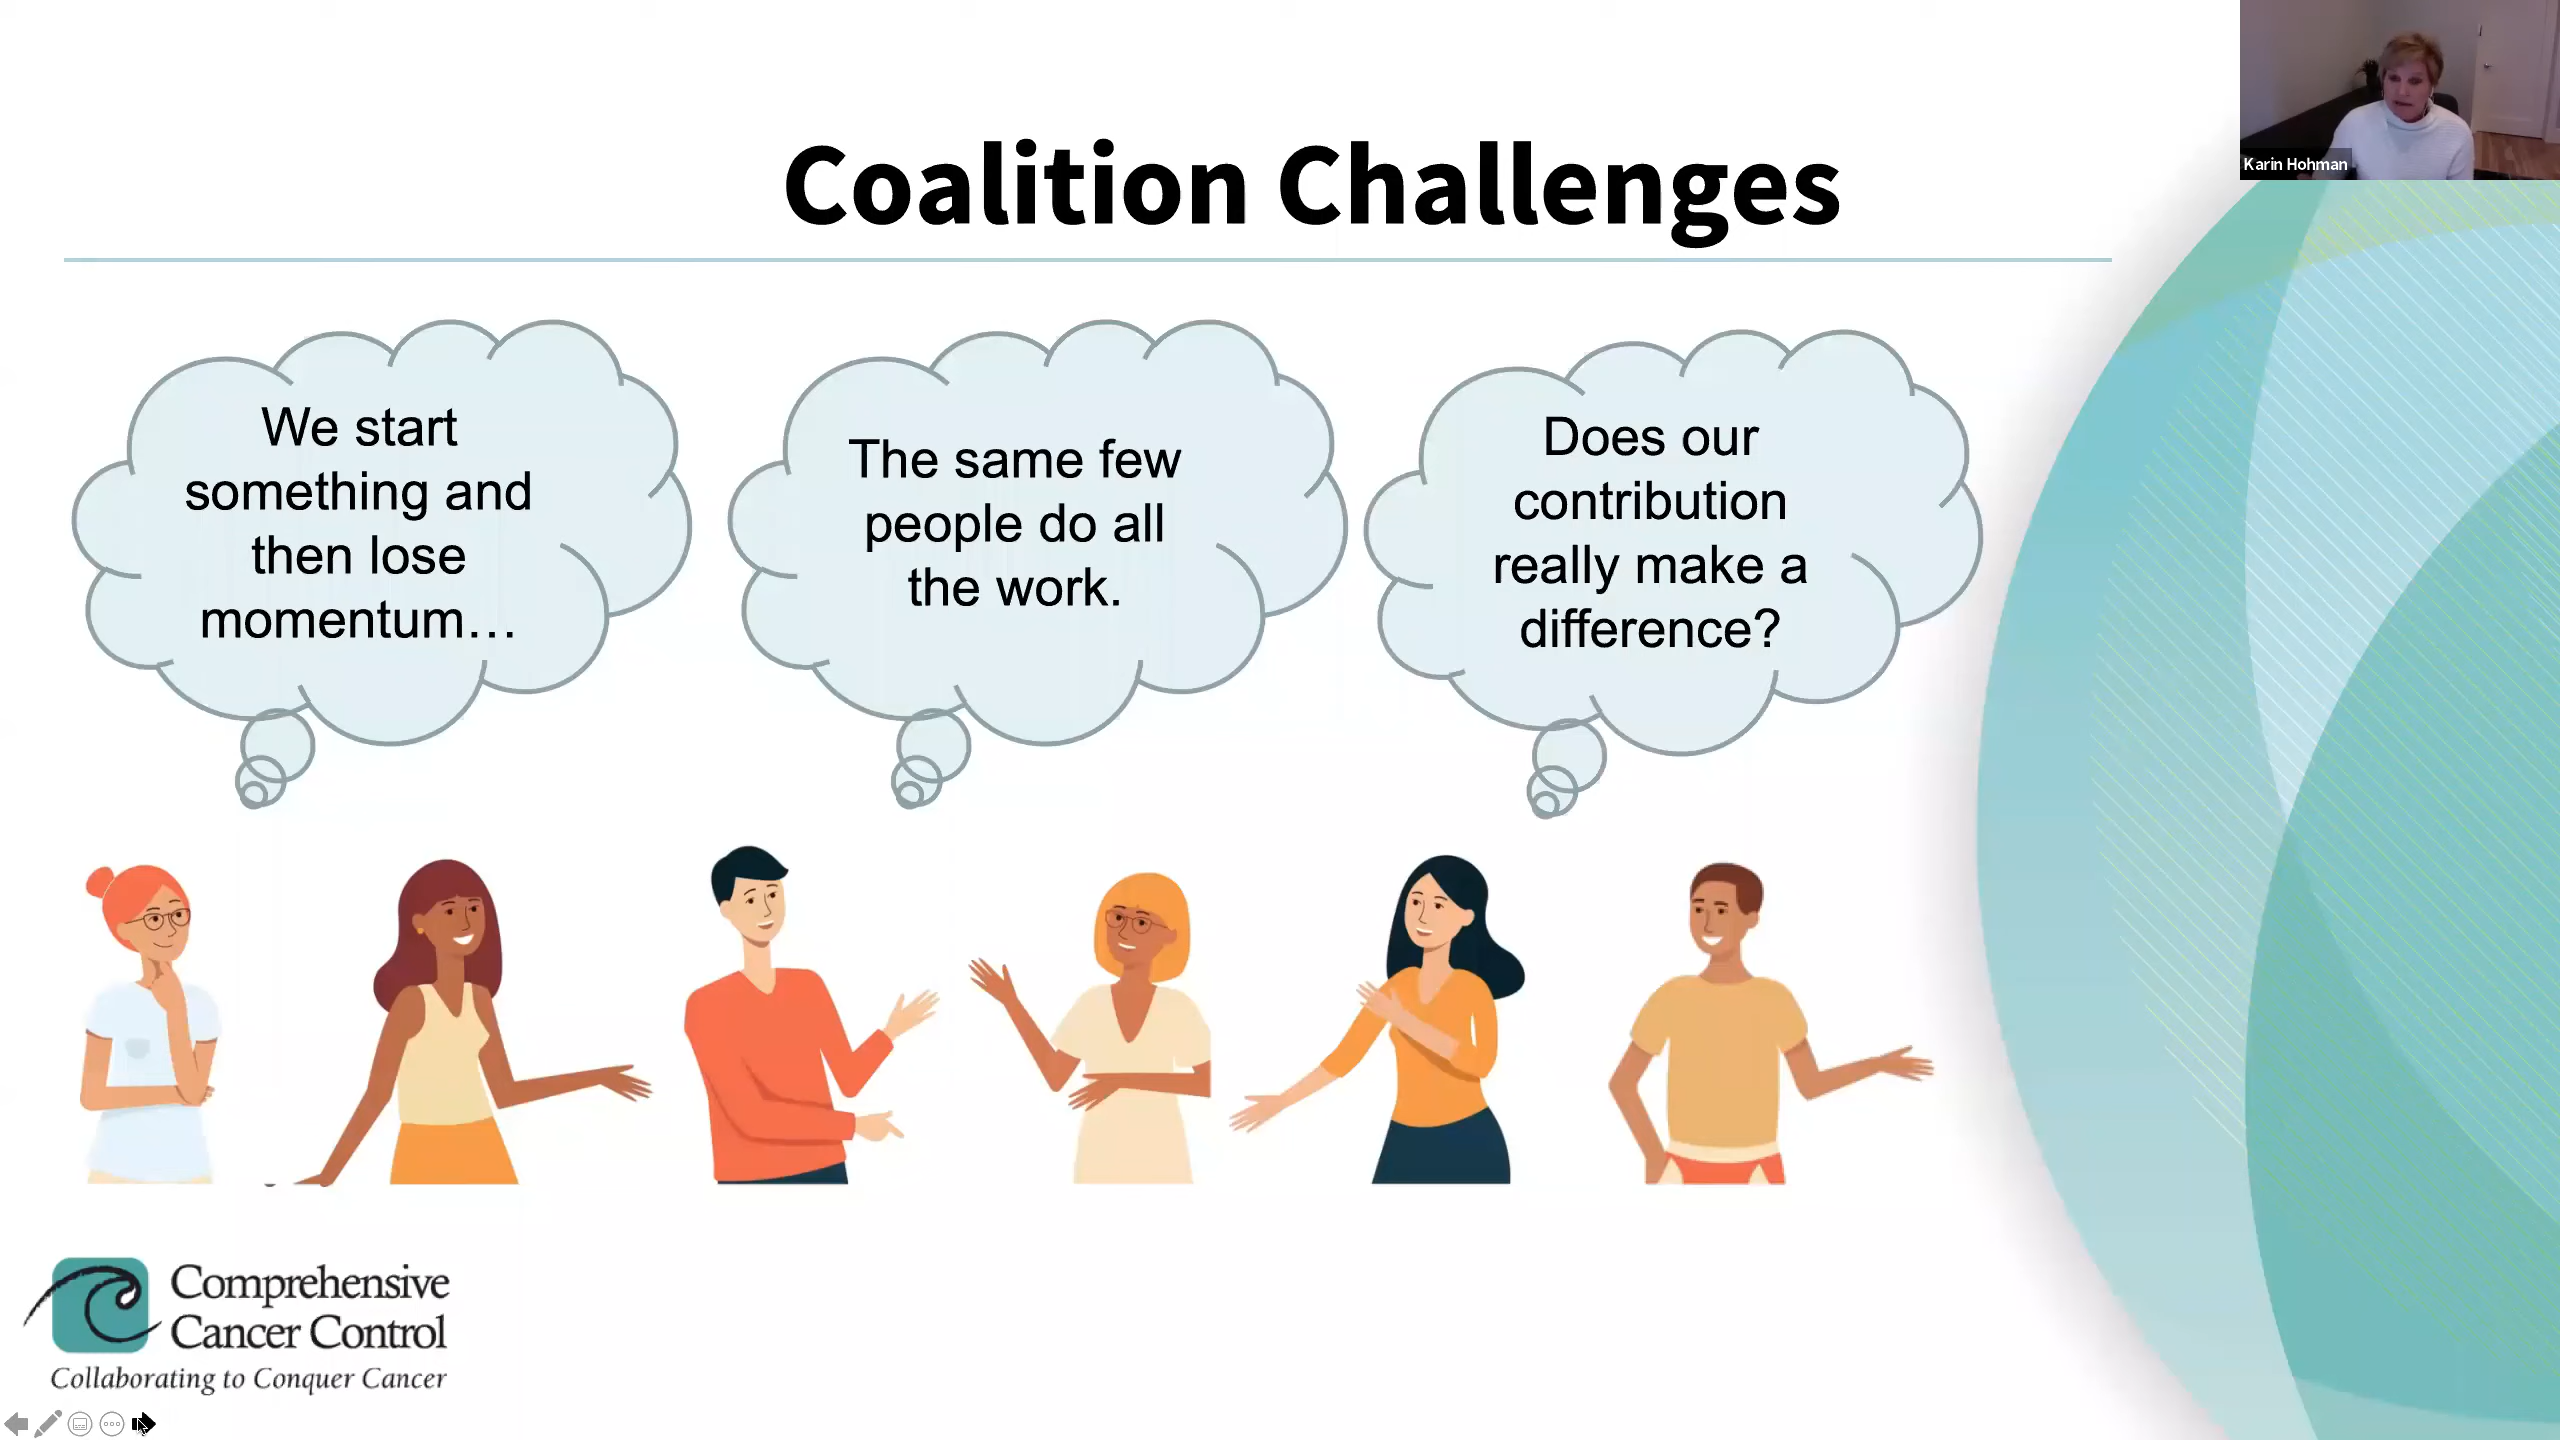 Coalition Challenges
Karin Hohman
We start
something and
then lose
momentum…
The same few
people do all
the work.
Does our
contribution
really make a
difference?
Comprehensive
Cancer Control
Collaborating to Conquer Cancer